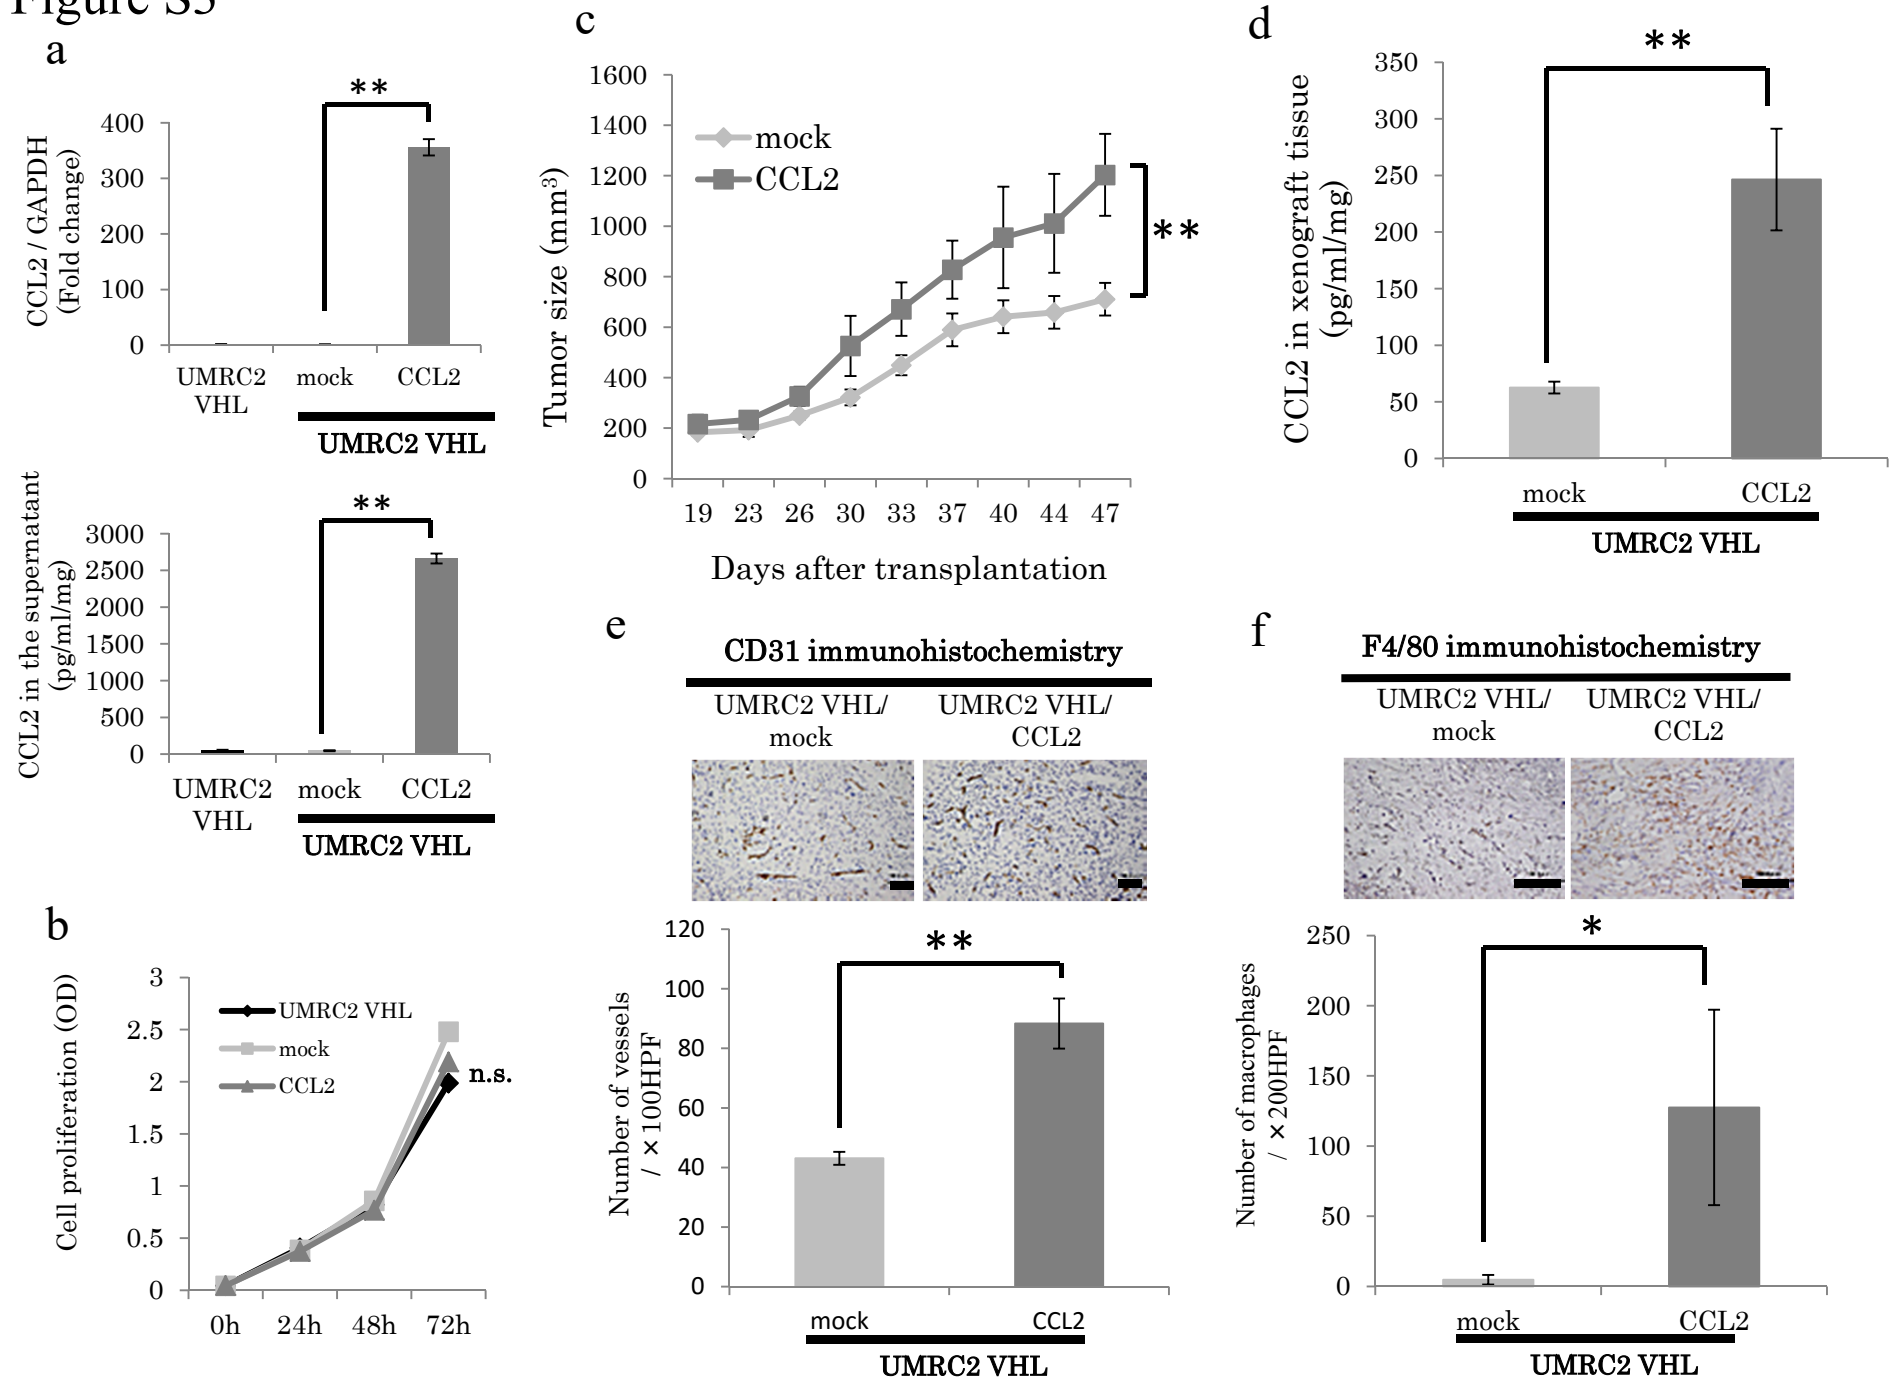 Figure S5
a
**
CCL2 / GAPDH
(Fold change)
400
300
200
100
0
UMRC2
VHL
mock
CCL2
UMRC2 VHL
**
CCL2 in the supernatant
(pg/ml/mg)
3000
2500
2000
1500
1000
500
0
UMRC2
VHL
mock
CCL2
UMRC2 VHL
b
Cell proliferation (OD)
3
2.5
2
1.5
1
0.5
0
UMRC2 VHL
mock
CCL2
n.s.
0h 24h 48h 72h
c
Tumor size (mm³)
1600
1400
1200
1000
800
600
400
200
0
mock
CCL2
**
19 23 26 30 33 37 40 44 47
Days after transplantation
d
**
CCL2 in xenograft tissue
(pg/ml/mg)
350
300
250
200
150
100
50
0
mock
CCL2
UMRC2 VHL
e
CD31 immunohistochemistry
UMRC2 VHL/
mock
UMRC2 VHL/
CCL2
**
Number of vessels
/ ×100HPF
120
100
80
60
40
20
0
mock
CCL2
UMRC2 VHL
f
F4/80 immunohistochemistry
UMRC2 VHL/
mock
UMRC2 VHL/
CCL2
*
Number of macrophages
/ ×200HPF
250
200
150
100
50
0
mock
CCL2
UMRC2 VHL